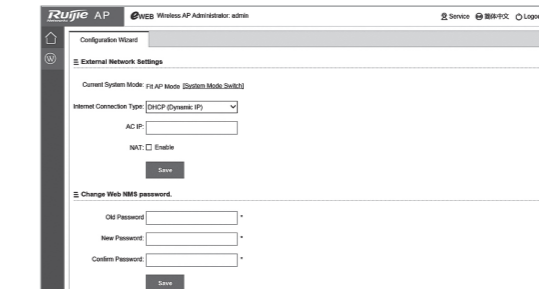 Ruijie AP eWEB Wireless AP Administrator: admin Service 简体中文 Logout
Configuration Wizard
External Network Settings
Current System Mode: Fit AP Mode [System Mode Switch]
Internet Connection Type: DHCP (Dynamic IP)
AC IP:
NAT: Enable
Save
Change Web NMS password.
Old Password *
New Password: *
Confirm Password: *
Save